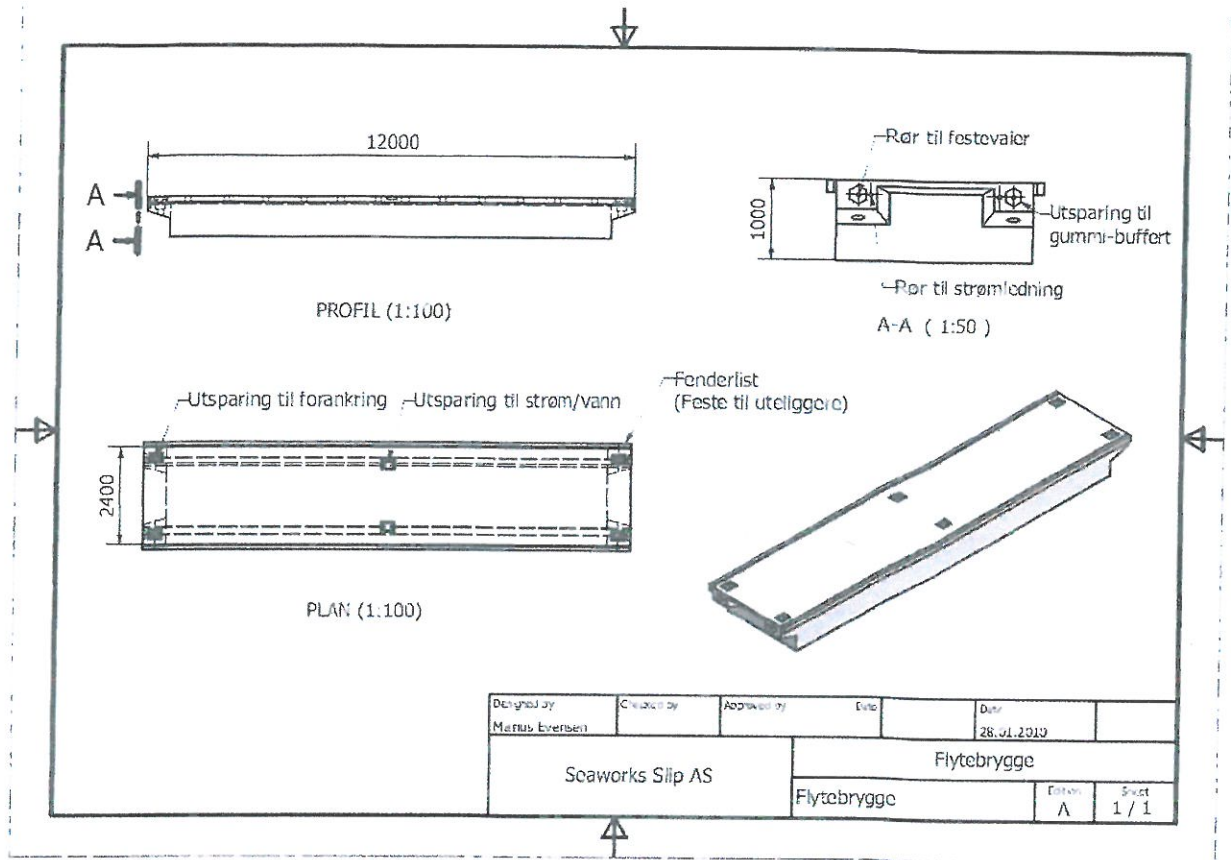 12000
A
A
PROFIL (1:100)
Rør til festevaier
1000
Utsparing til
gummi-buffert
Rør til strømledning
A-A ( 1:50 )
Utsparing til forankring
Utsparing til strøm/vann
Fenderlist
(Feste til uteliggere)
2400
PLAN (1:100)
Designed by
Marius Evensen
Checked by
Approved by
Date
Date
28.01.2010
Seaworks Slip AS
Flytebrygge
Flytebrygge
Edition
A
Sheet
1 / 1